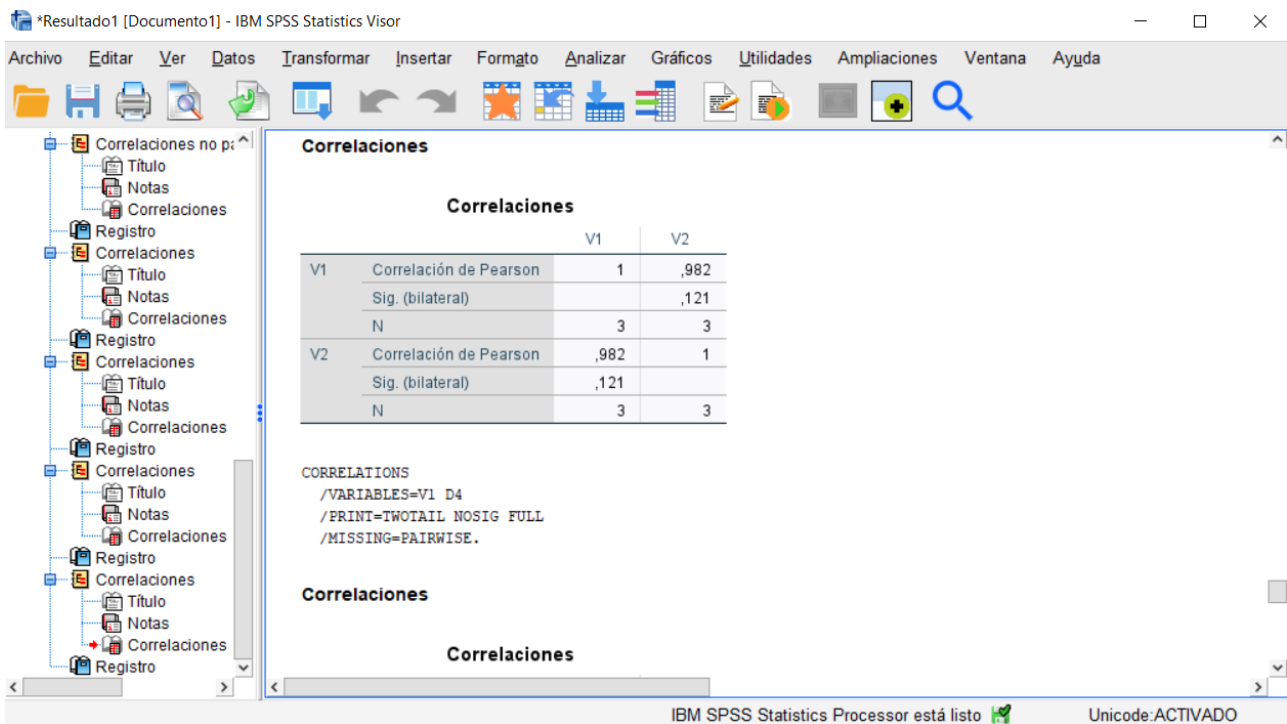 *Resultado1 [Documento1] - IBM SPSS Statistics Visor
Archivo Editar Ver Datos Transformar Insertar Formato Analizar Gráficos Utilidades Ampliaciones Ventana Ayuda
Correlaciones no pa
Título
Notas
Correlaciones
Registro
Correlaciones
Título
Notas
Correlaciones
Registro
Correlaciones
Título
Notas
Correlaciones
Registro
Correlaciones
Título
Notas
Correlaciones
Registro
Correlaciones
Título
Notas
Correlaciones
Registro
Correlaciones
Correlaciones
V1 V2
V1 Correlación de Pearson 1 ,982
Sig. (bilateral) ,121
N 3 3
V2 Correlación de Pearson ,982 1
Sig. (bilateral) ,121
N 3 3
CORRELATIONS
/VARIABLES=V1 D4
/PRINT=TWOTAIL NOSIG FULL
/MISSING=PAIRWISE.
Correlaciones
Correlaciones
IBM SPSS Statistics Processor está listo Unicode:ACTIVADO